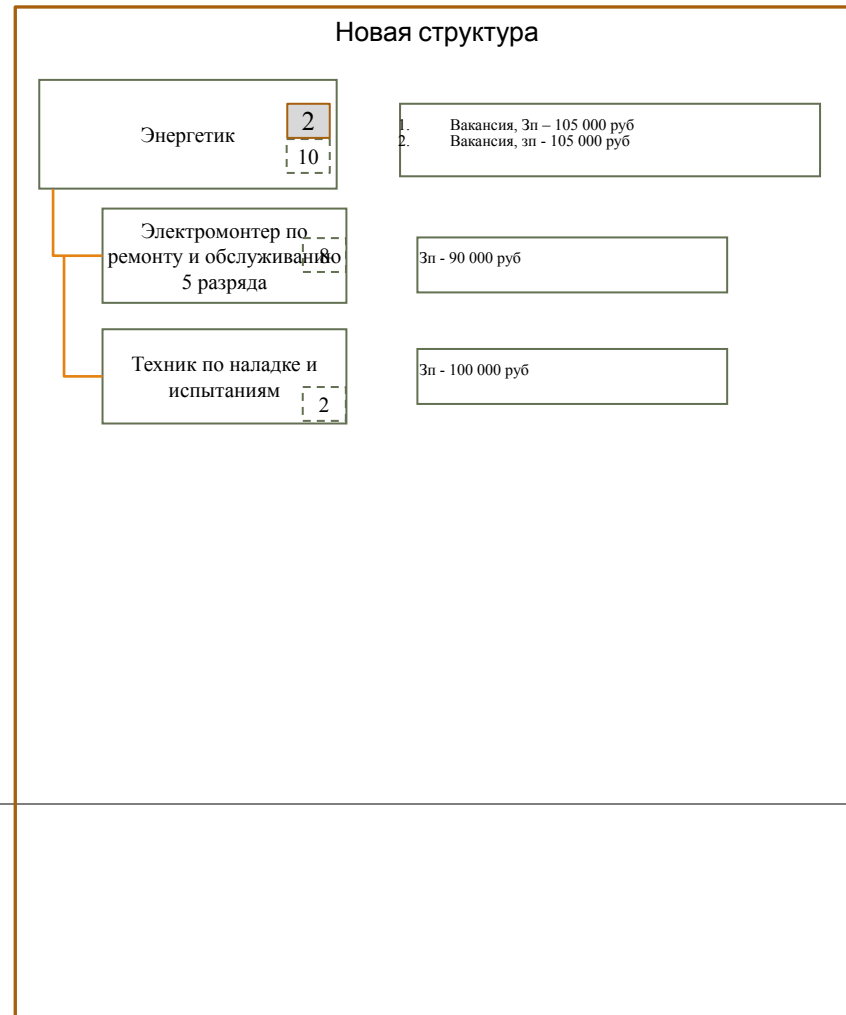 Новая структура
Энергетик
2
10
1. Вакансия, Зп – 105 000 руб
2. Вакансия, зп - 105 000 руб
Электромонтер по
ремонту и обслуживанию
5 разряда
8
Зп - 90 000 руб
Техник по наладке и
испытаниям
2
Зп - 100 000 руб